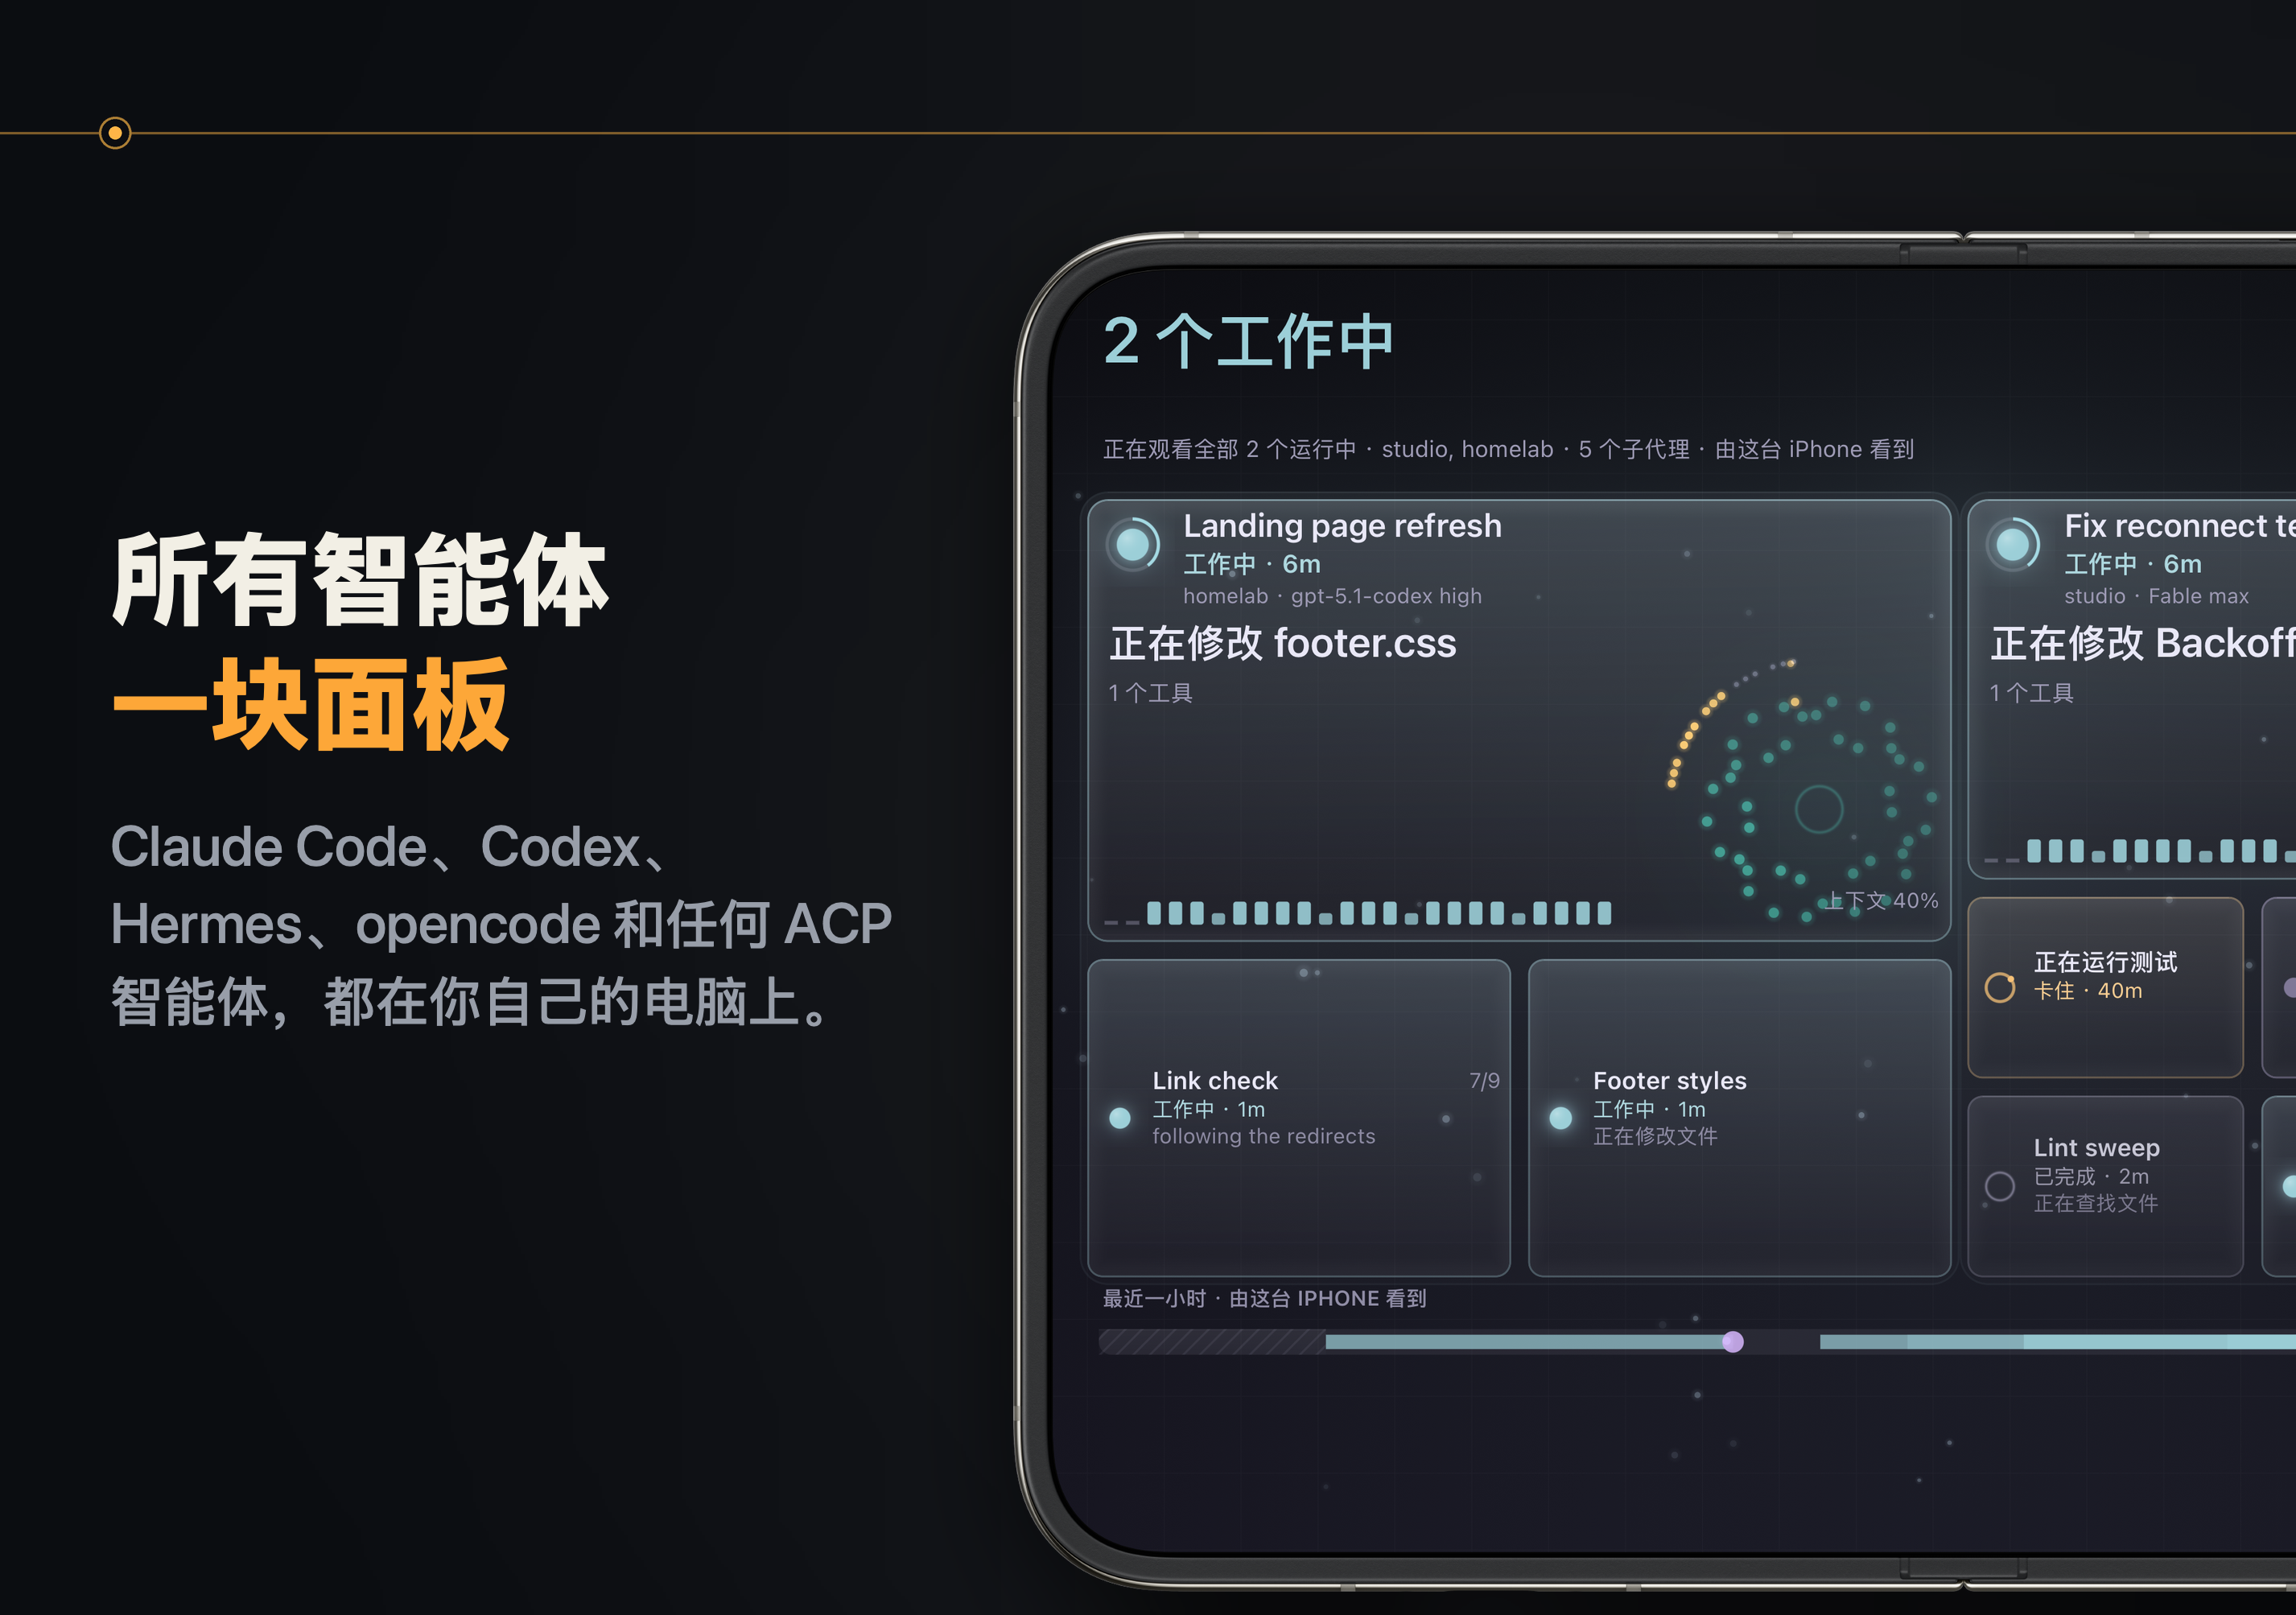 所有智能体
一块面板
Claude Code、Codex、
Hermes、opencode 和任何 ACP
智能体，都在你自己的电脑上。
2 个工作中
正在观看全部 2 个运行中 · studio, homelab · 5 个子代理 · 由这台 iPhone 看到
Landing page refresh
工作中 · 6m
homelab · gpt-5.1-codex high
正在修改 footer.css
1 个工具
上下文 40%
Fix reconnect te
工作中 · 6m
studio · Fable max
正在修改 Backoff
1 个工具
Link check
7/9
工作中 · 1m
following the redirects
Footer styles
工作中 · 1m
正在修改文件
正在运行测试
卡住 · 40m
Lint sweep
已完成 · 2m
正在查找文件
最近一小时 · 由这台 IPHONE 看到